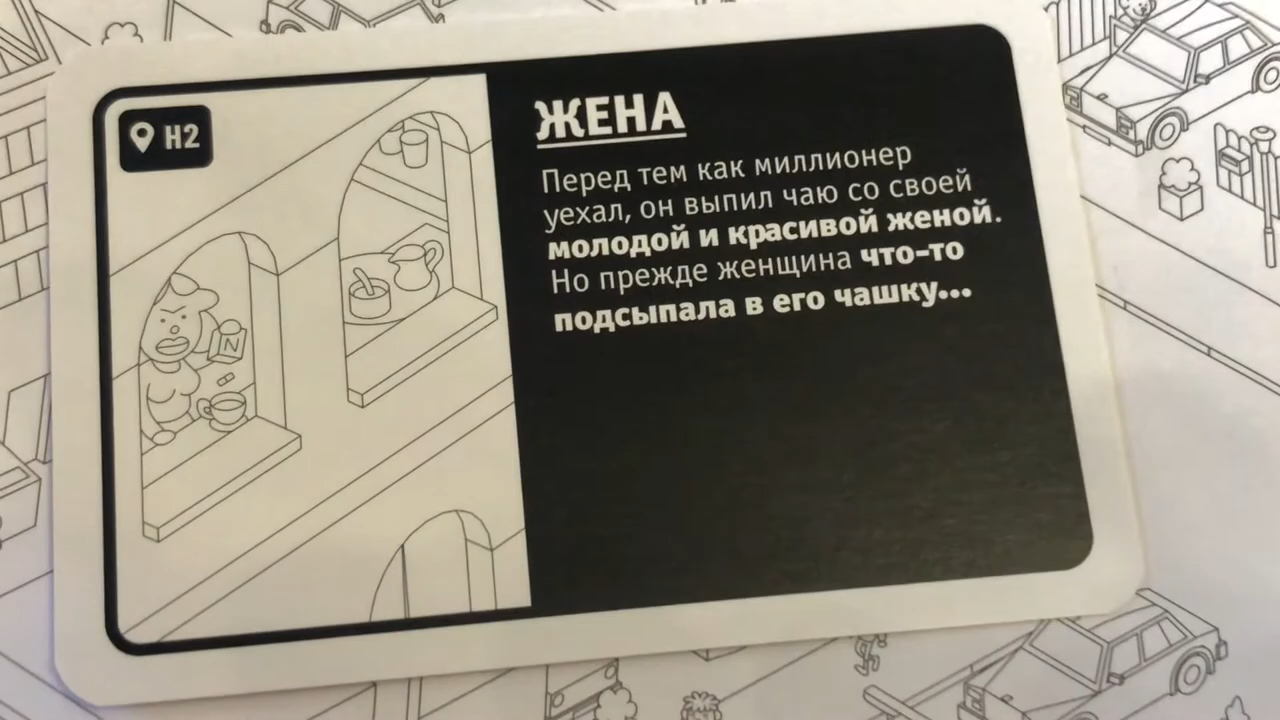 H2
ЖЕНА
Перед тем как миллионер
уехал, он выпил чаю со своей
молодой и красивой женой.
Но прежде женщина что-то
подсыпала в его чашку...
N